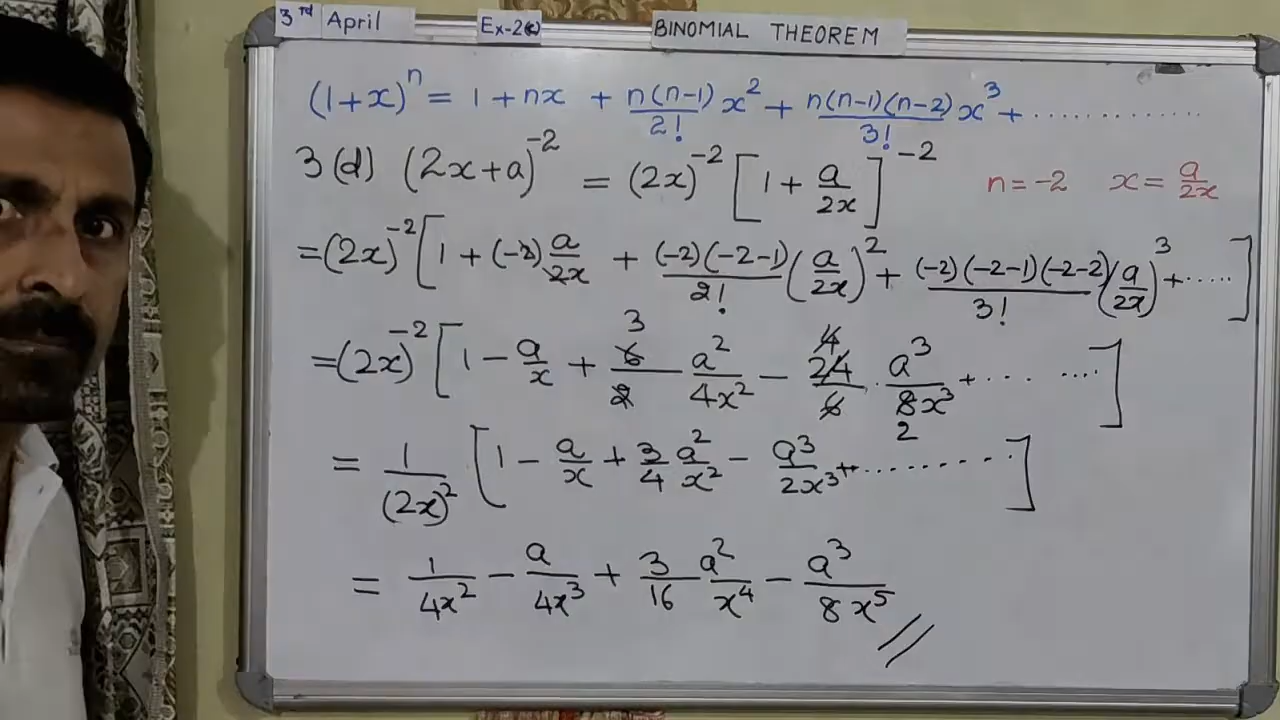 3rd April Ex-2(c) BINOMIAL THEOREM
(1+x)^n = 1 + nx + n(n-1)/2! x^2 + n(n-1)(n-2)/3! x^3 + ............
3(d) (2x+a)^-2 = (2x)^-2 [1 + a/2x]^-2 n = -2 x = a/2x
= (2x)^-2 [1 + (-2) a/2x + (-2)(-2-1)/2! (a/2x)^2 + (-2)(-2-1)(-2-2)/3! (a/2x)^3 + .....]
= (2x)^-2 [1 - a/x + 6/2 3 a^2/4x^2 - 24/6 4 . a^3/8x^3 2 + ... ....]
= 1/(2x)^2 [1 - a/x + 3/4 a^2/x^2 - a^3/2x^3 + .........]
= 1/4x^2 - a/4x^3 + 3/16 a^2/x^4 - a^3/8x^5 //